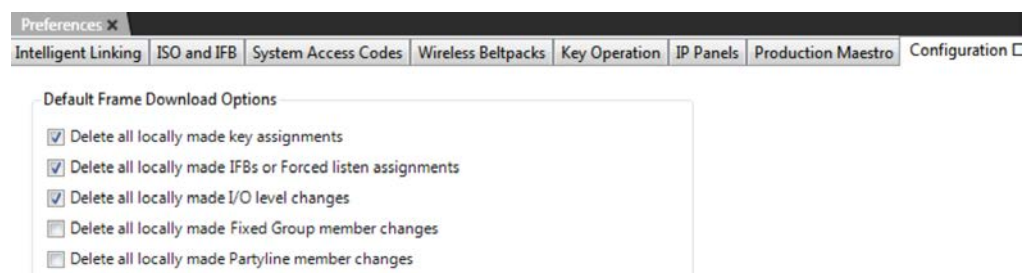 Preferences
Intelligent Linking ISO and IFB System Access Codes Wireless Beltpacks Key Operation IP Panels Production Maestro Configuration D
Default Frame Download Options
Delete all locally made key assignments
Delete all locally made IFBs or Forced listen assignments
Delete all locally made I/O level changes
Delete all locally made Fixed Group member changes
Delete all locally made Partyline member changes